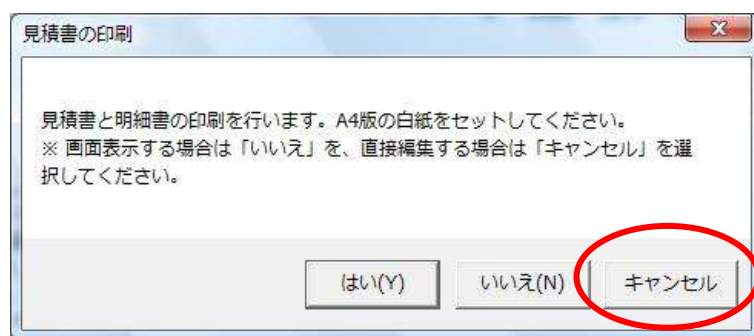 見積書の印刷
見積書と明細書の印刷を行います。A4版の白紙をセットしてください。
※ 画面表示する場合は「いいえ」を、直接編集する場合は「キャンセル」を選
択してください。
はい(Y)
いいえ(N)
キャンセル